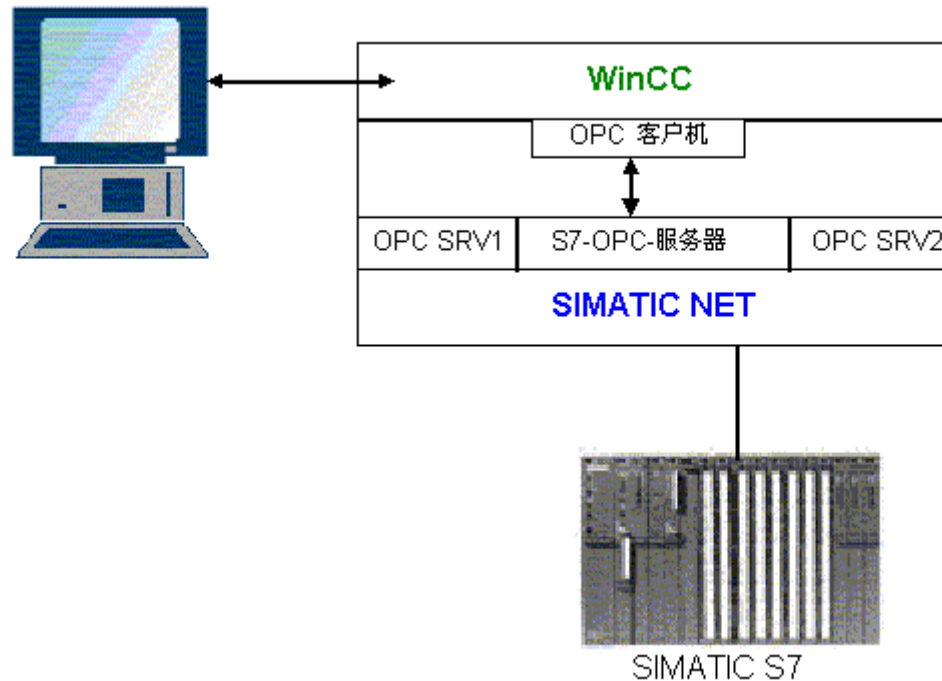 WinCC
OPC 客户机
OPC SRV1
S7-OPC-服务器
OPC SRV2
SIMATIC NET
SIMATIC S7